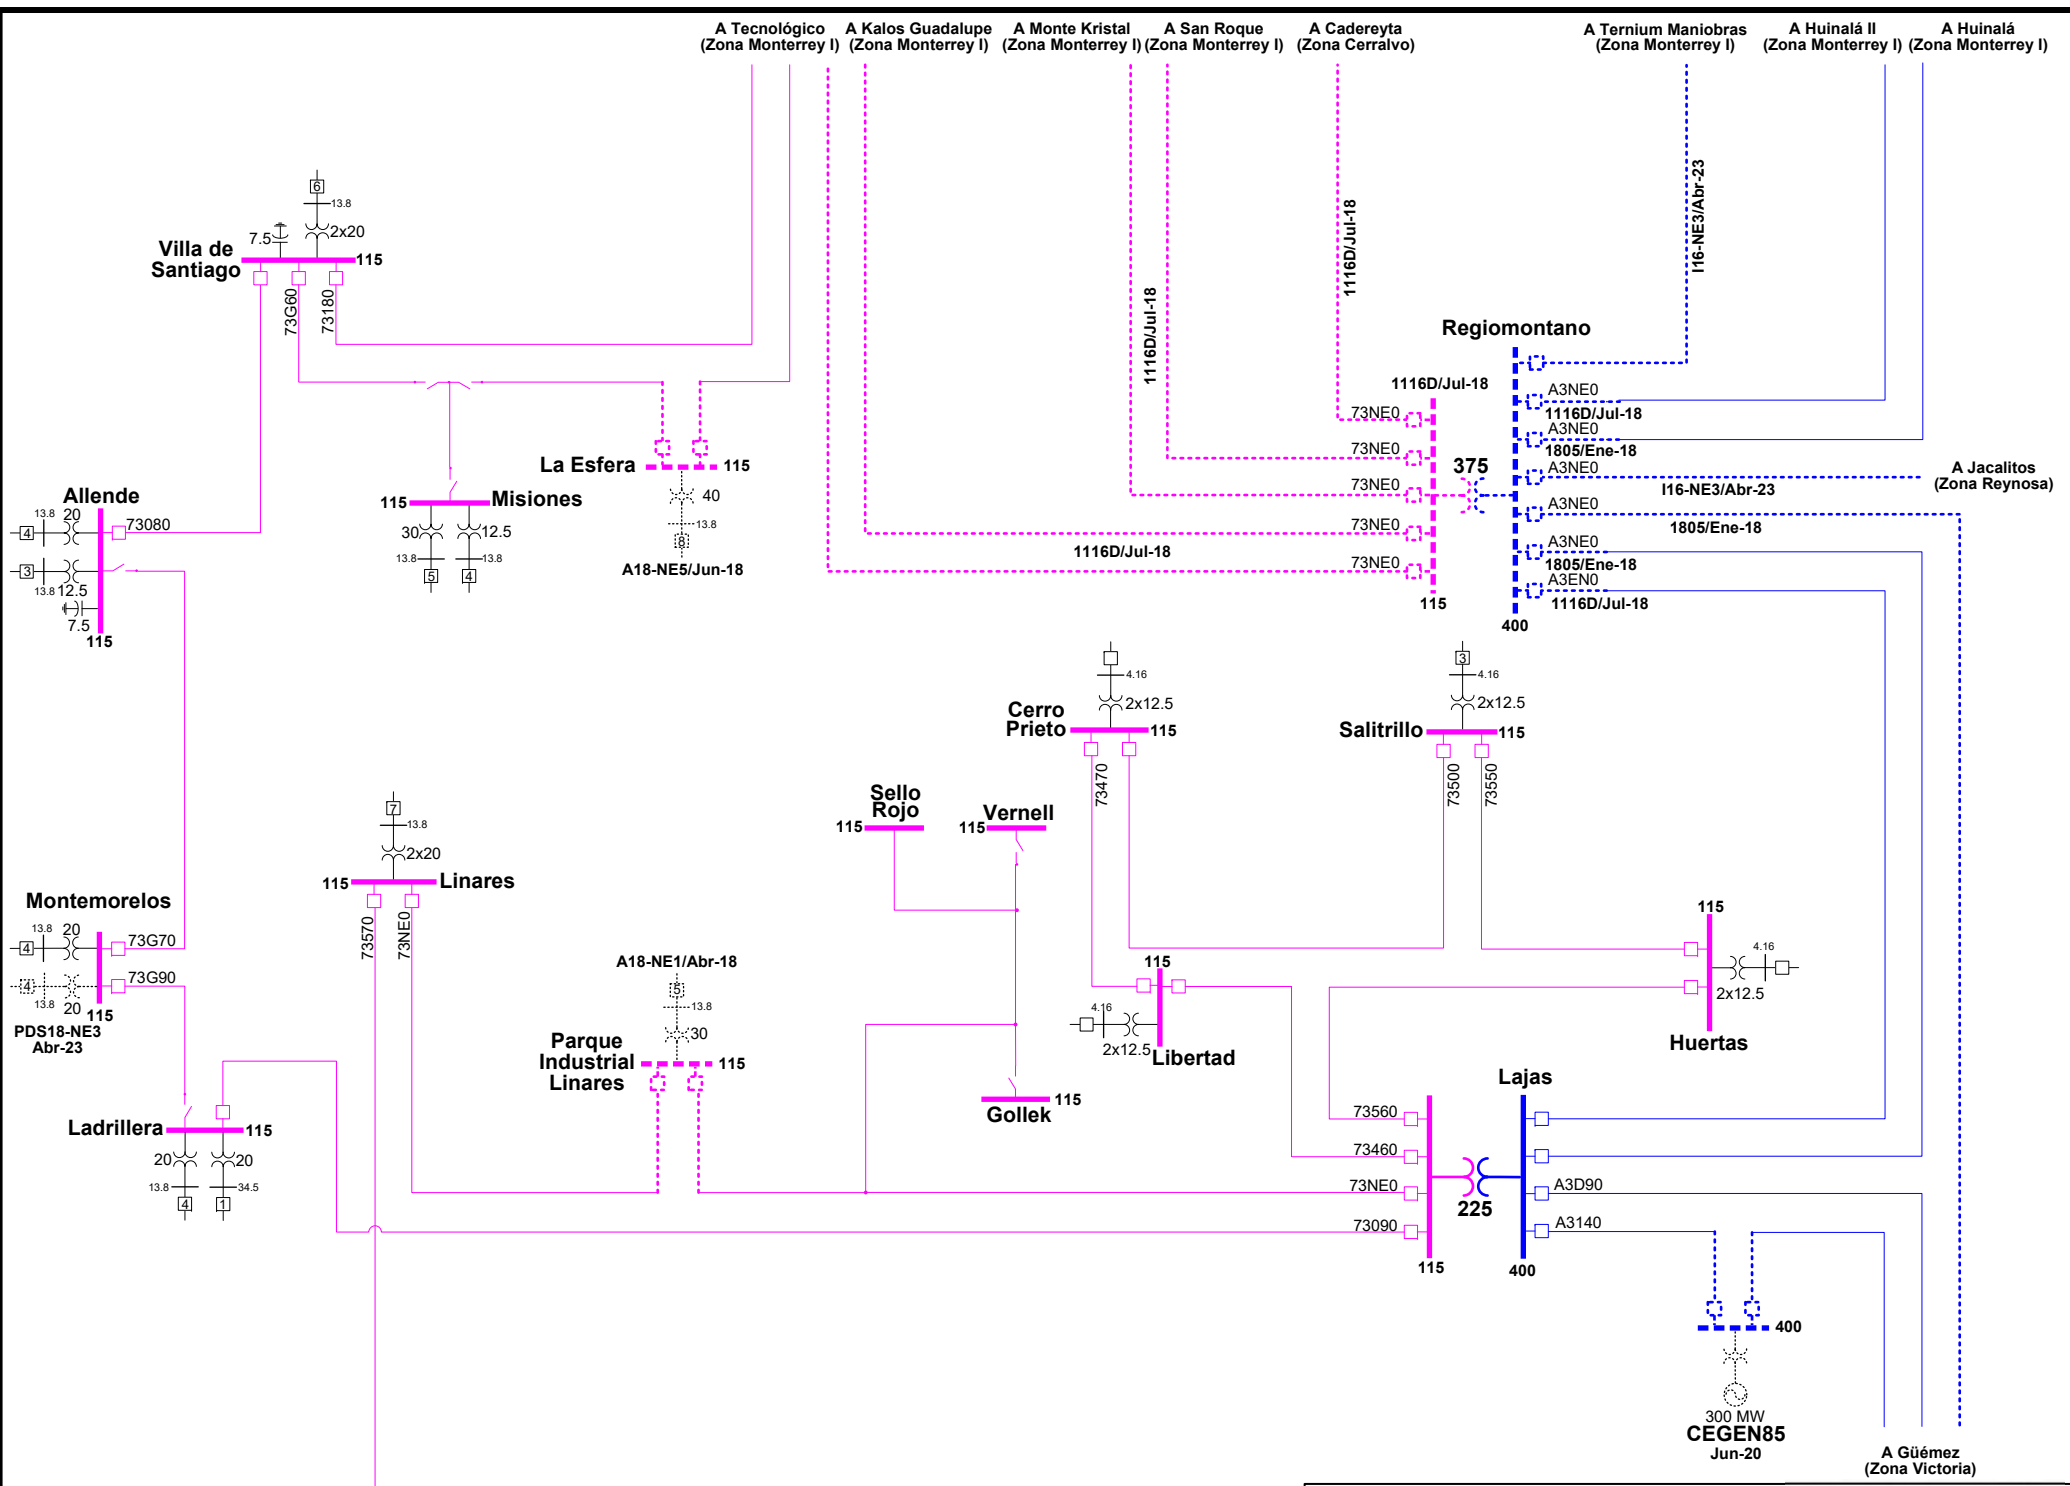 A Tecnológico
(Zona Monterrey I)
A Kalos Guadalupe
(Zona Monterrey I)
A Monte Kristal
(Zona Monterrey I)
A San Roque
(Zona Monterrey I)
A Cadereyta
(Zona Cerralvo)
A Ternium Maniobras
(Zona Monterrey I)
A Huinalá II
(Zona Monterrey I)
A Huinalá
(Zona Monterrey I)
6
13.8
7.5
2x20
Villa de
Santiago
115
73G60
73180
1116D/Jul-18
1116D/Jul-18
I16-NE3/Abr-23
Regiomontano
1116D/Jul-18
73NE0
73NE0
73NE0
73NE0
73NE0
1116D/Jul-18
115
375
A3NE0
1116D/Jul-18
A3NE0
1805/Ene-18
A3NE0
I16-NE3/Abr-23
A Jacalitos
(Zona Reynosa)
A3NE0
1805/Ene-18
A3NE0
1805/Ene-18
A3EN0
1116D/Jul-18
400
La Esfera
115
40
13.8
8
A18-NE5/Jun-18
115
Misiones
30
12.5
13.8
13.8
5
4
Allende
13.8
20
4
73080
3
13.8
12.5
7.5
115
4.16
2x12.5
Cerro
Prieto
115
73470
3
4.16
2x12.5
Salitrillo
115
73500
73550
Sello
Rojo
115
Vernell
115
7
13.8
2x20
115
Linares
73570
73NE0
Montemorelos
13.8
20
4
73G70
4
73G90
13.8
20
115
PDS18-NE3
Abr-23
A18-NE1/Abr-18
5
13.8
30
Parque
Industrial
Linares
115
115
4.16
2x12.5
Libertad
115
4.16
2x12.5
Huertas
Gollek
115
Ladrillera
115
20
20
13.8
34.5
4
1
Lajas
73560
73460
73NE0
73090
115
225
A3D90
A3140
400
400
300 MW
CEGEN85
Jun-20
A Güémez
(Zona Victoria)